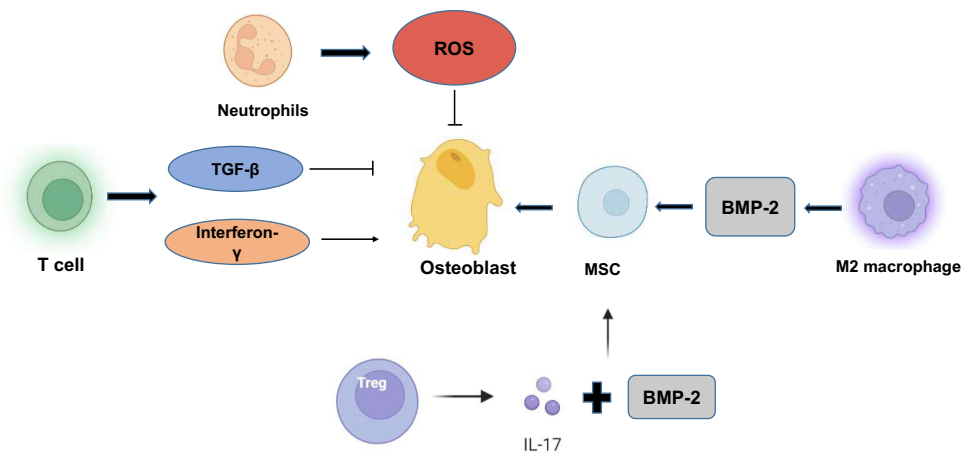 ROS
Neutrophils
TGF-β
Interferon-
γ
T cell
Osteoblast
MSC
BMP-2
M2 macrophage
Treg
IL-17
BMP-2